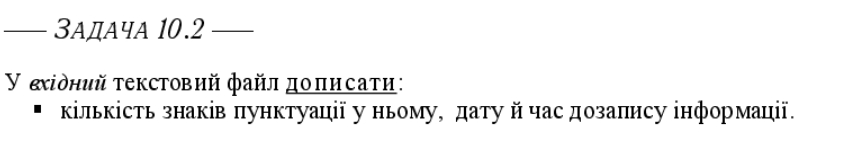 — ЗАДАЧА 10.2 —
У вхідний текстовий файл дописати:
▪ кількість знаків пунктуації у ньому, дату й час дозапису інформації.